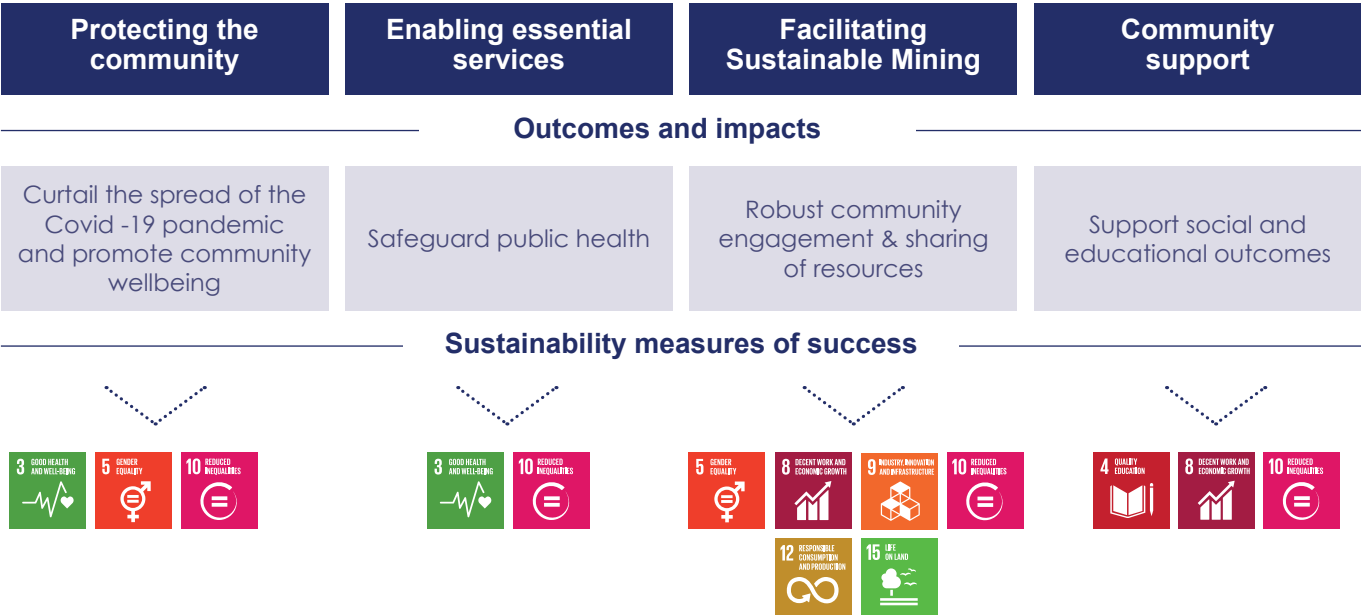 Protecting the
community
Enabling essential
services
Facilitating
Sustainable Mining
Community
support
Outcomes and impacts
Curtail the spread of the
Covid -19 pandemic
and promote community
wellbeing
Safeguard public health
Robust community
engagement & sharing
of resources
Support social and
educational outcomes
Sustainability measures of success
3 GOOD HEALTH
AND WELL-BEING
5 GENDER
EQUALITY
10 REDUCED
INEQUALITIES
3 GOOD HEALTH
AND WELL-BEING
10 REDUCED
INEQUALITIES
5 GENDER
EQUALITY
8 DECENT WORK AND
ECONOMIC GROWTH
9 INDUSTRY, INNOVATION
AND INFRASTRUCTURE
10 REDUCED
INEQUALITIES
12 RESPONSIBLE
CONSUMPTION
AND PRODUCTION
15 LIFE
ON LAND
4 QUALITY
EDUCATION
8 DECENT WORK AND
ECONOMIC GROWTH
10 REDUCED
INEQUALITIES